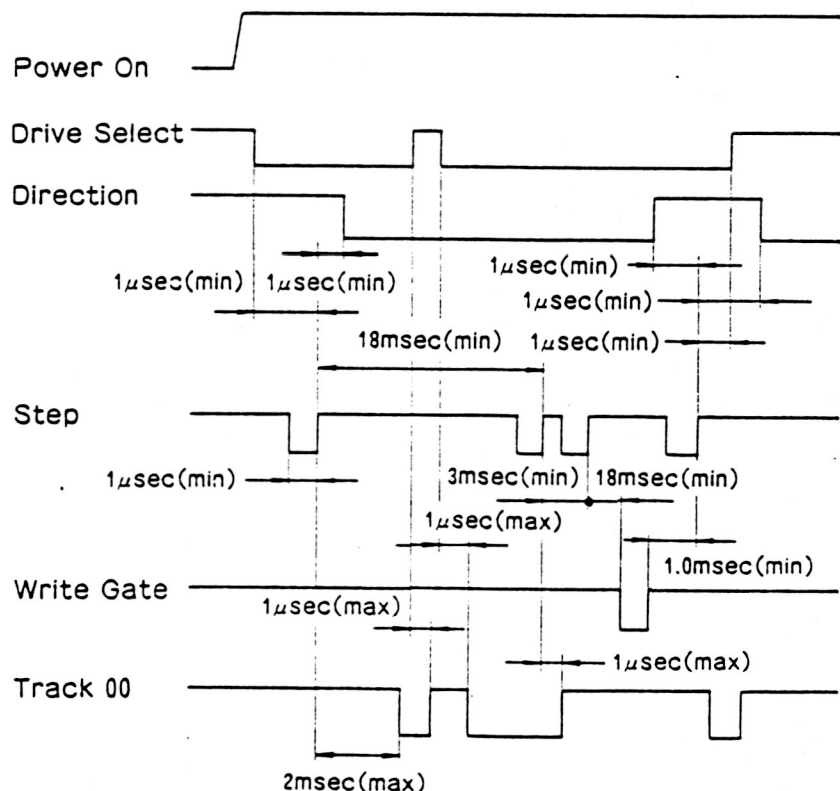 Power On
Drive Select
Direction
1μsec(min)
1μsec(min) 1μsec(min)
1μsec(min)
18msec(min) 1μsec(min)
Step
1μsec(min) 3msec(min) 18msec(min)
1μsec(max)
1.0msec(min)
Write Gate
1μsec(max)
1μsec(max)
Track 00
2msec(max)